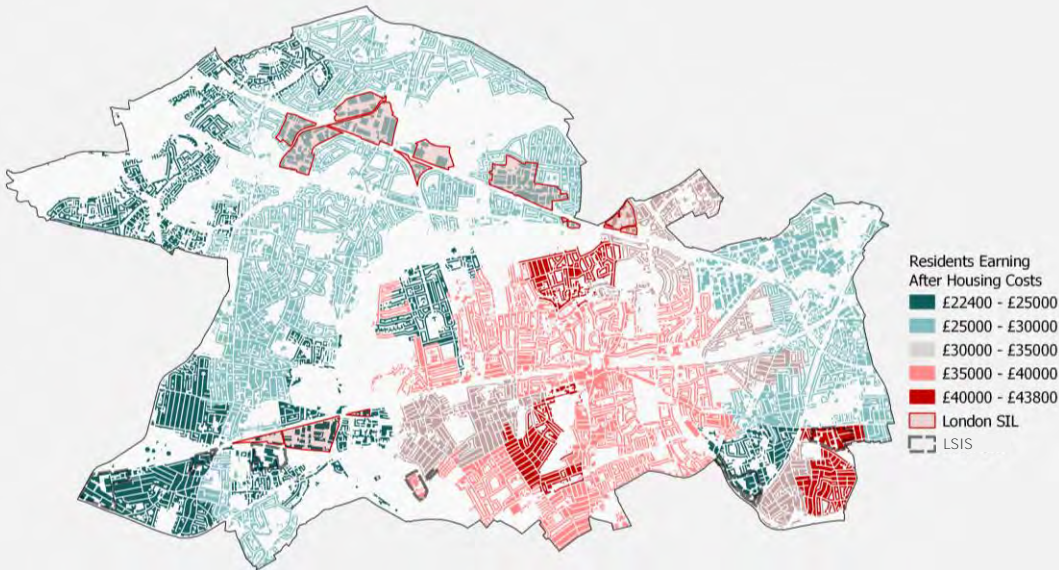 Residents Earning
After Housing Costs
£22400 - £25000
£25000 - £30000
£30000 - £35000
£35000 - £40000
£40000 - £43800
London SIL
LSIS